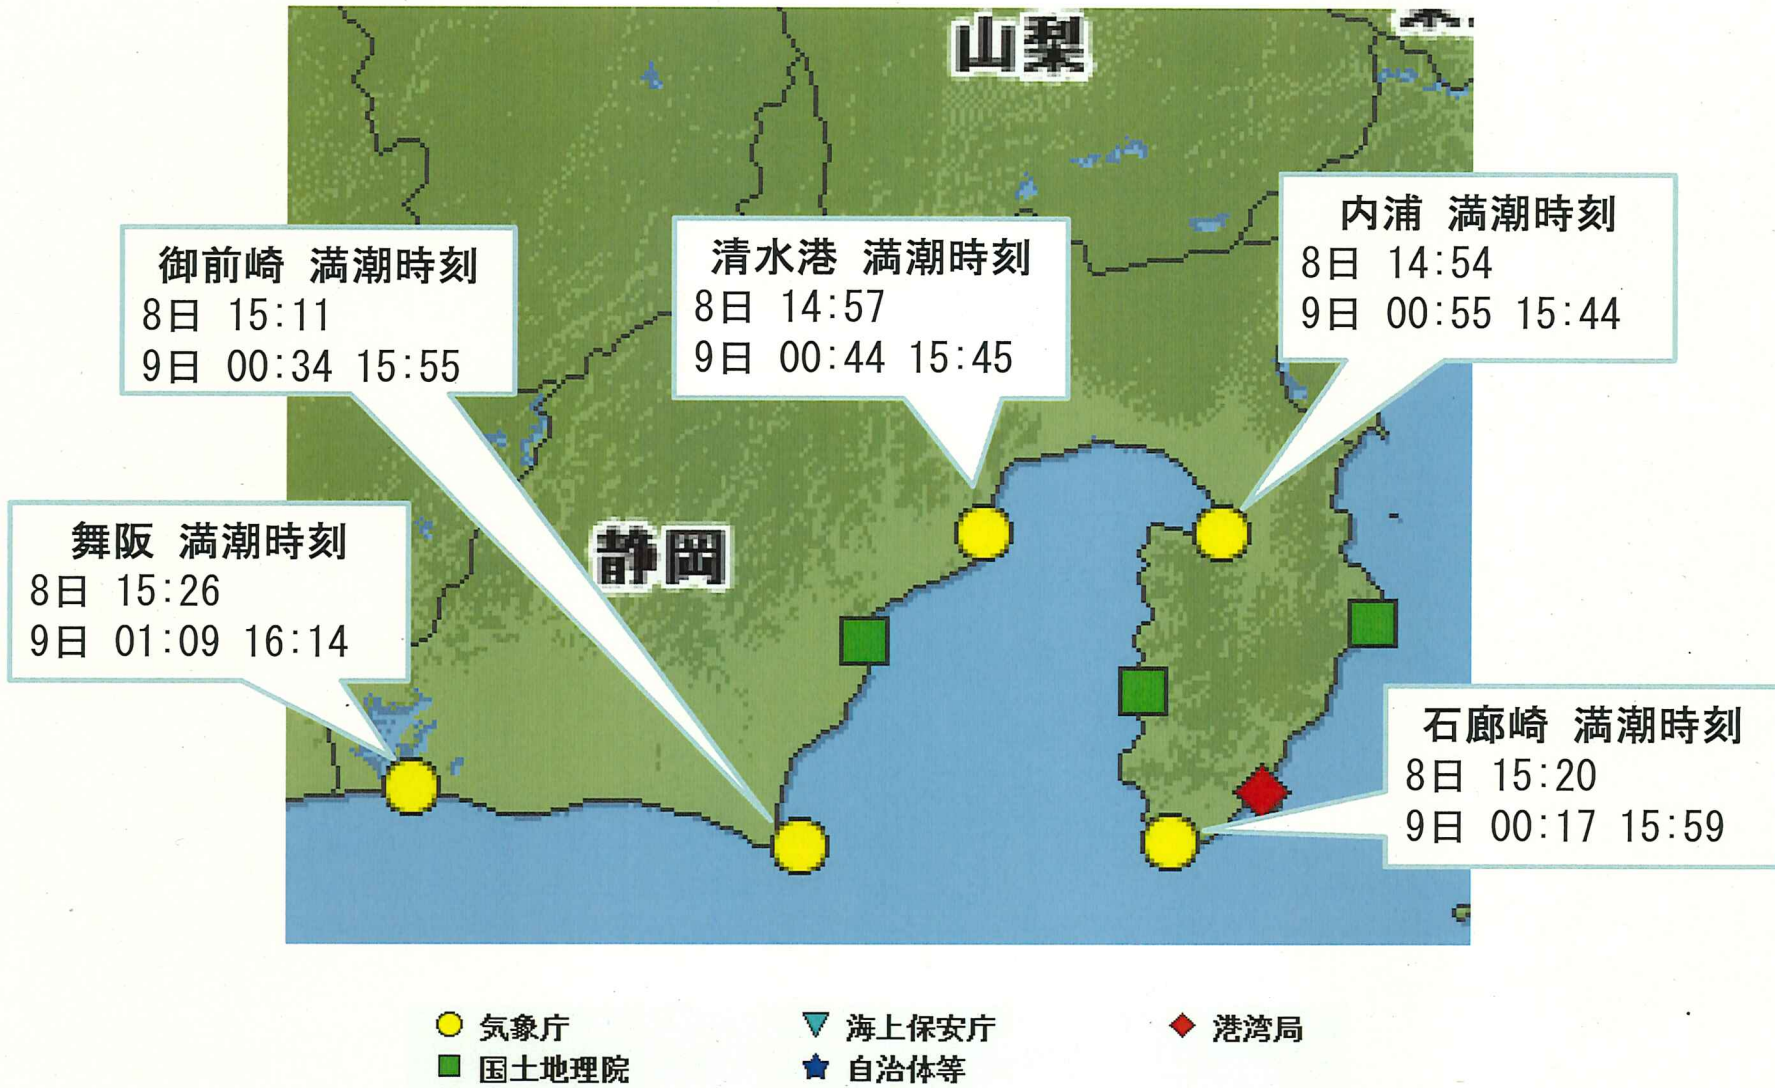 山梨
御前崎 満潮時刻
8日 15:11
9日 00:34 15:55
清水港 満潮時刻
8日 14:57
9日 00:44 15:45
内浦 満潮時刻
8日 14:54
9日 00:55 15:44
舞阪 満潮時刻
8日 15:26
9日 01:09 16:14
静岡
石廊崎 満潮時刻
8日 15:20
9日 00:17 15:59
気象庁
海上保安庁
港湾局
国土地理院
自治体等